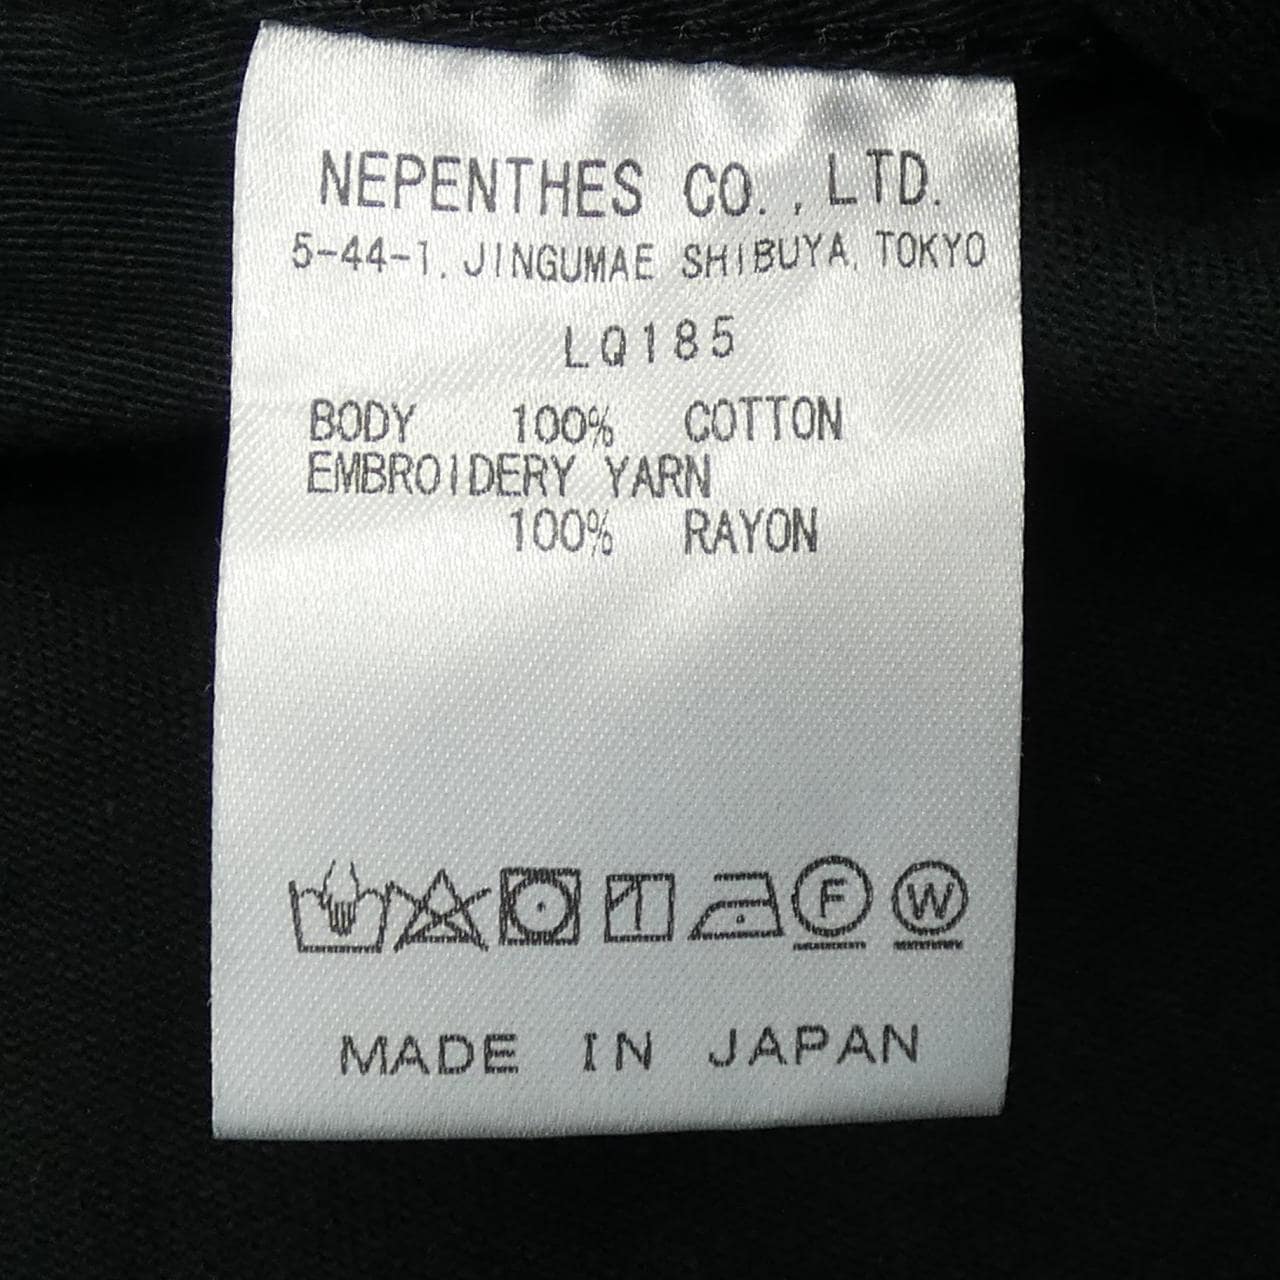 NEPENTHES CO., LTD.
5-44-1, JINGUMAE SHIBUYA, TOKYO
LQ185
BODY 100% COTTON
EMBROIDERY YARN
100% RAYON
F W
MADE IN JAPAN